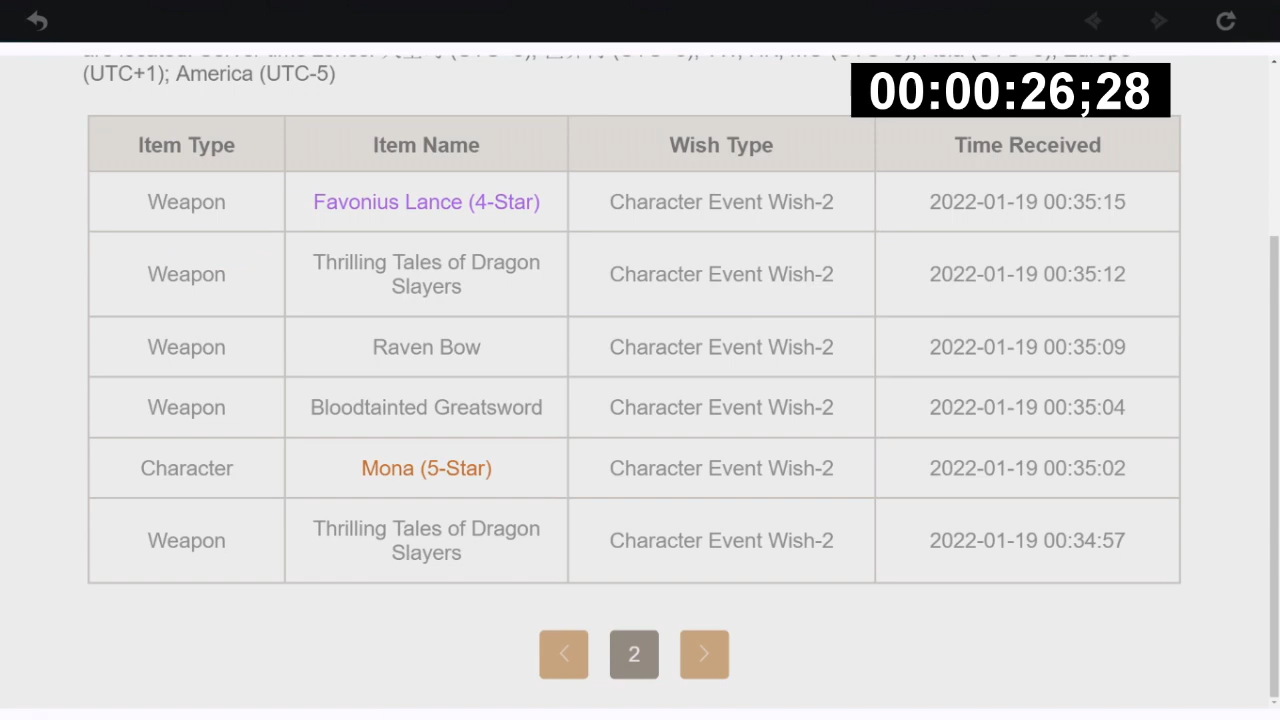 (UTC+1); America (UTC-5)
00:00:26;28
Item Type Item Name Wish Type Time Received
Weapon Favonius Lance (4-Star) Character Event Wish-2 2022-01-19 00:35:15
Weapon Thrilling Tales of Dragon Slayers Character Event Wish-2 2022-01-19 00:35:12
Weapon Raven Bow Character Event Wish-2 2022-01-19 00:35:09
Weapon Bloodtainted Greatsword Character Event Wish-2 2022-01-19 00:35:04
Character Mona (5-Star) Character Event Wish-2 2022-01-19 00:35:02
Weapon Thrilling Tales of Dragon Slayers Character Event Wish-2 2022-01-19 00:34:57
2